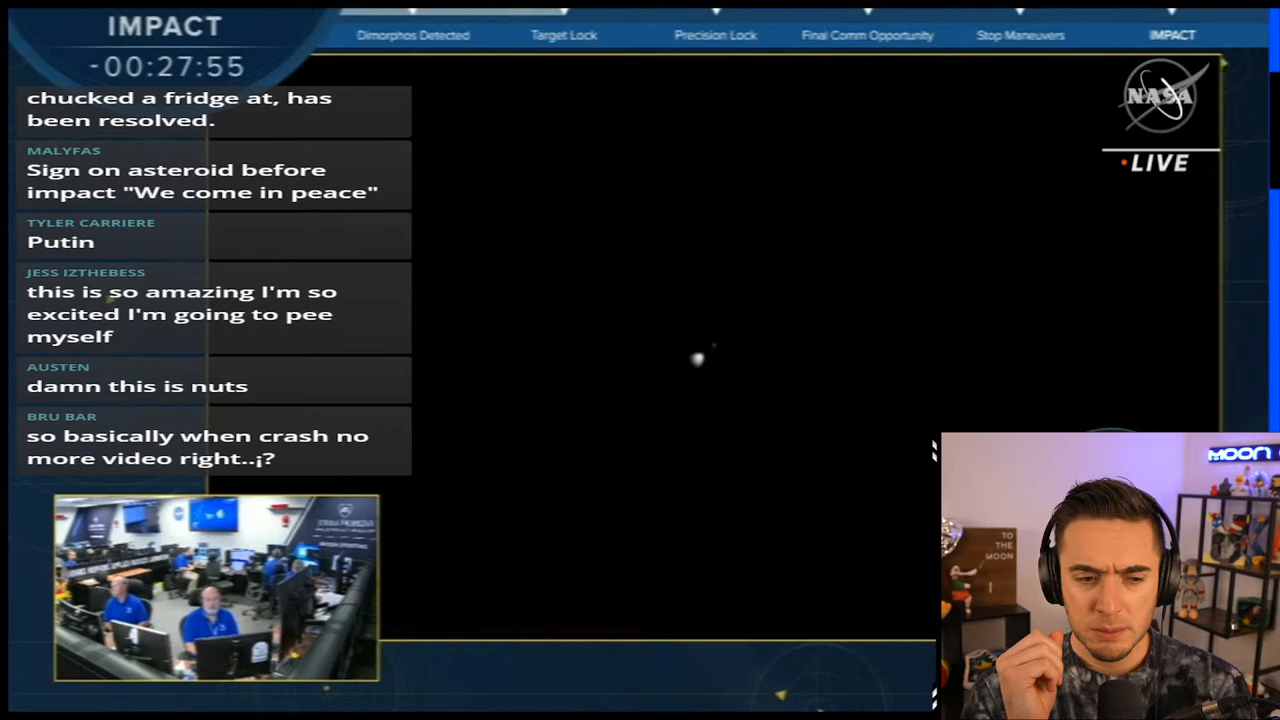 IMPACT
-00:27:55
Dimorphos Detected
Target Lock
Precision Lock
Final Comm Opportunity
Stop Maneuvers
IMPACT
NASA
LIVE
chucked a fridge at, has
been resolved.
MALYFAS
Sign on asteroid before
impact "We come in peace"
TYLER CARRIERE
Putin
JESS IZTHEBESS
this is so amazing I'm so
excited I'm going to pee
myself
AUSTEN
damn this is nuts
BRU BAR
so basically when crash no
more video right..¡?
JOHNS HOPKINS
MOON
TO
THE
MOON